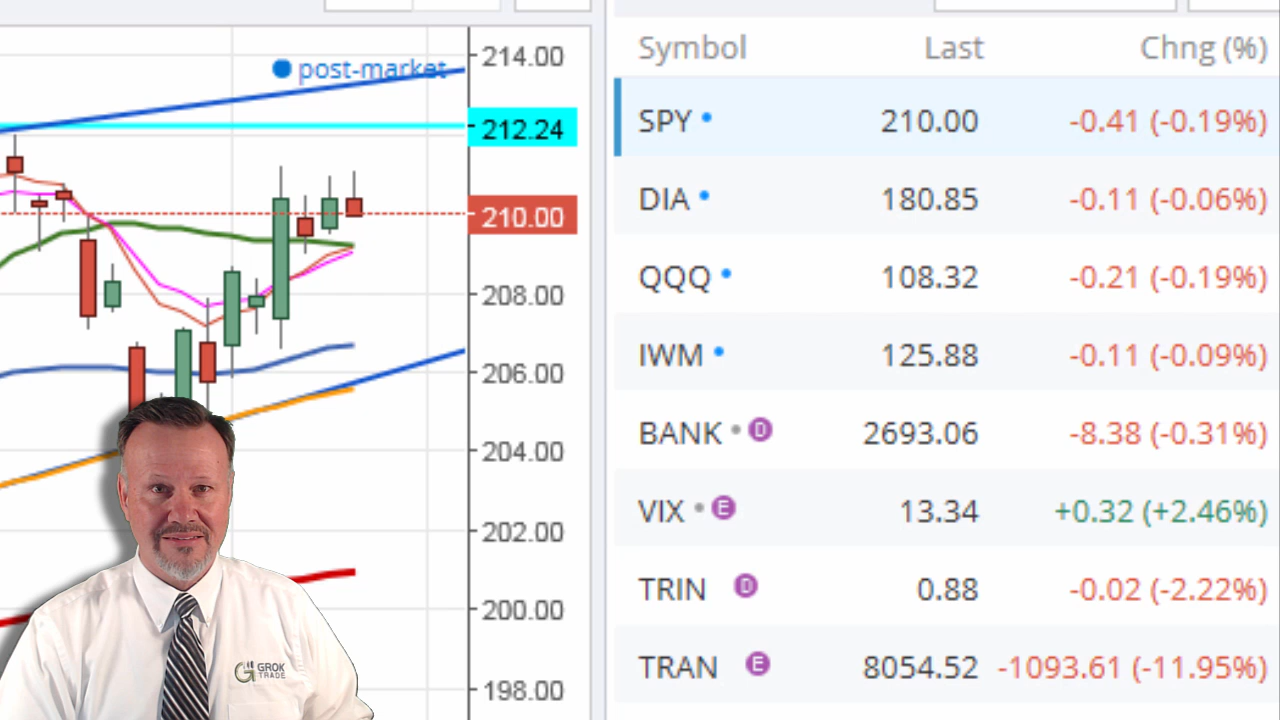 post-market
214.00
212.24
210.00
208.00
206.00
204.00
202.00
200.00
198.00
GROK
TRADE
Symbol Last Chng (%)
SPY 210.00 -0.41 (-0.19%)
DIA 180.85 -0.11 (-0.06%)
QQQ 108.32 -0.21 (-0.19%)
IWM 125.88 -0.11 (-0.09%)
BANK D 2693.06 -8.38 (-0.31%)
VIX E 13.34 +0.32 (+2.46%)
TRIN D 0.88 -0.02 (-2.22%)
TRAN E 8054.52 -1093.61 (-11.95%)